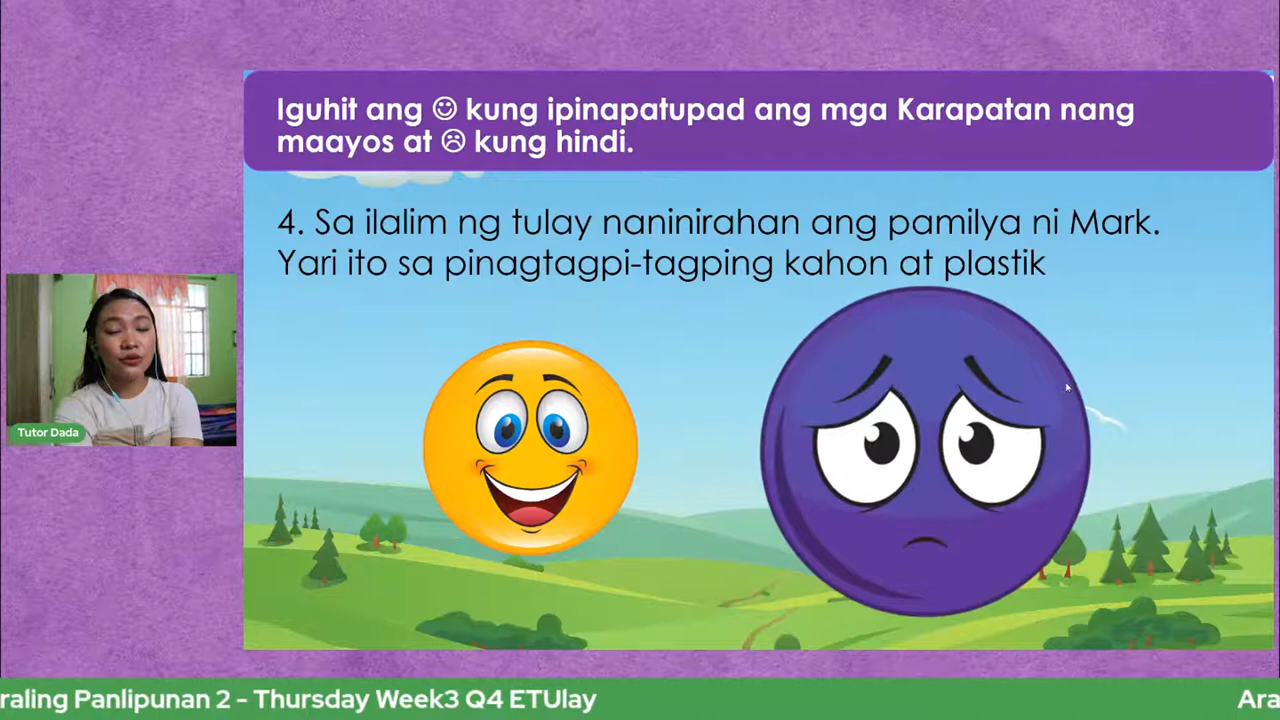 Iguhit ang ☺ kung ipinapatupad ang mga Karapatan nang
maayos at ☹ kung hindi.
4. Sa ilalim ng tulay naninirahan ang pamilya ni Mark.
Yari ito sa pinagtagpi-tagping kahon at plastik
Tutor Dada
raling Panlipunan 2 - Thursday Week3 Q4 ETUlay
Ara